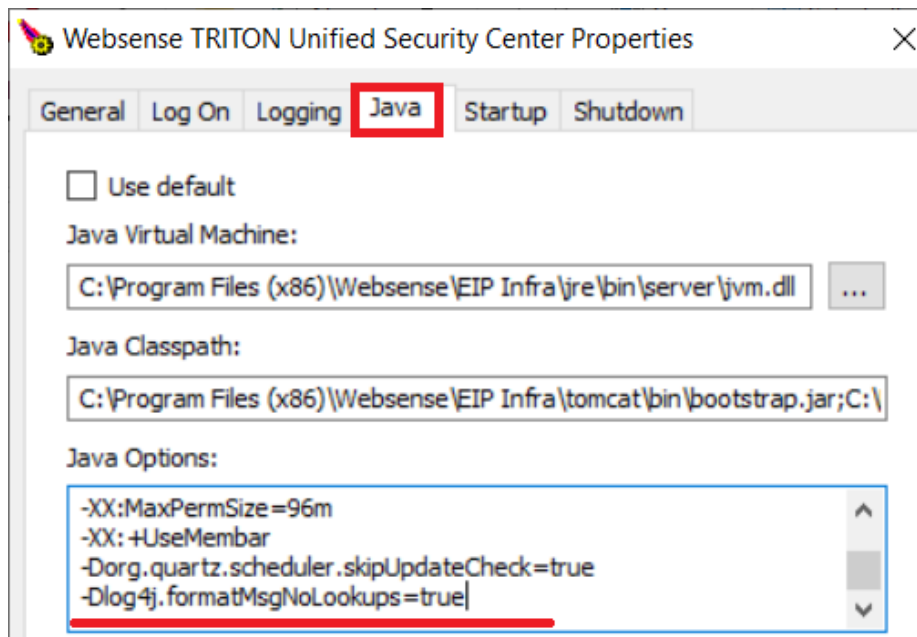 Websense TRITON Unified Security Center Properties
General Log On Logging Java Startup Shutdown
Use default
Java Virtual Machine:
C:\Program Files (x86)\Websense\EIP Infra\jre\bin\server\jvm.dll ...
Java Classpath:
C:\Program Files (x86)\Websense\EIP Infra\tomcat\bin\bootstrap.jar;C:\
Java Options:
-XX:MaxPermSize=96m
-XX:+UseMembar
-Dorg.quartz.scheduler.skipUpdateCheck=true
-Dlog4j.formatMsgNoLookups=true